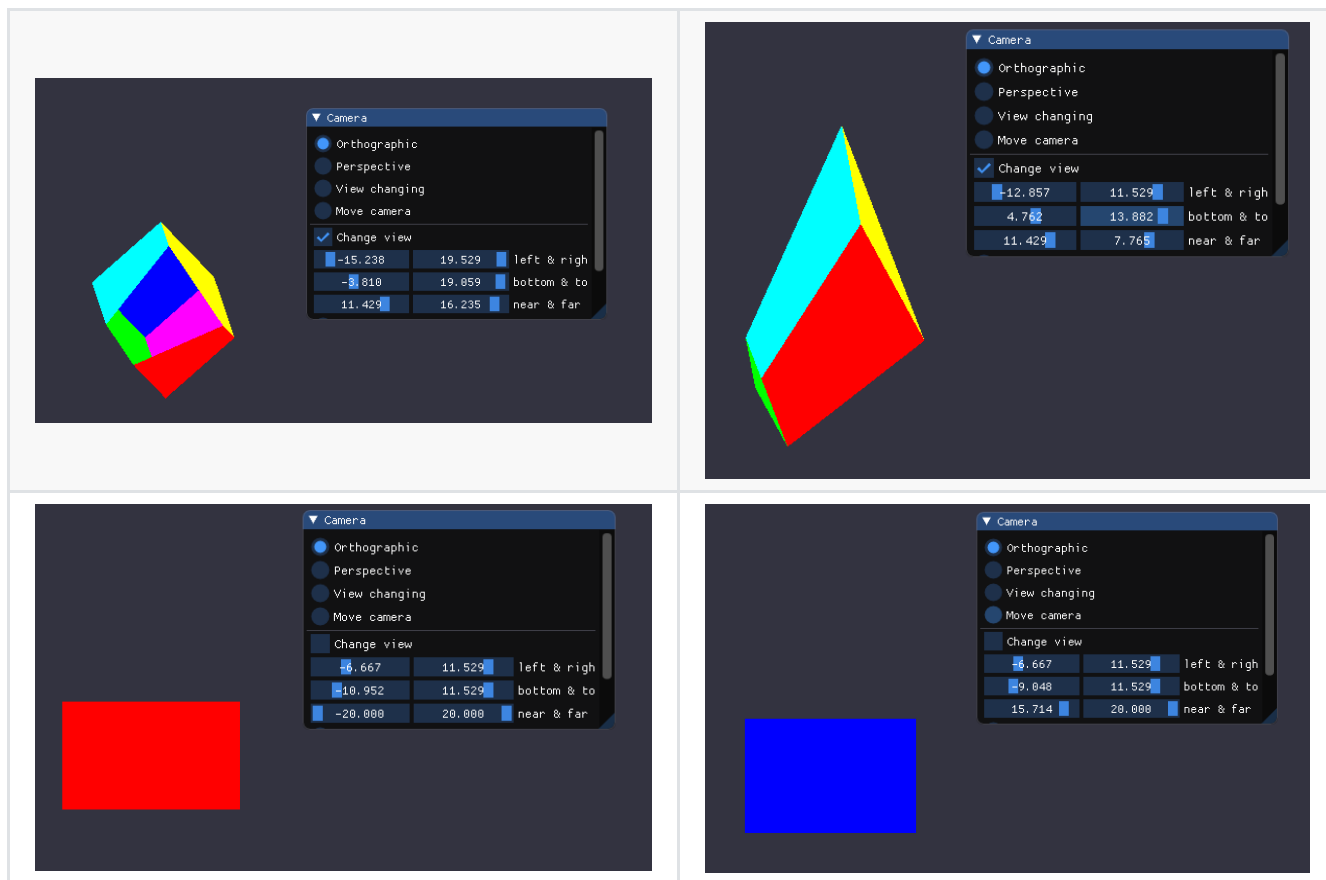 Camera
Orthographic
Perspective
View changing
Move camera
Change view
-15.238 19.529 left & righ
-3.810 19.059 bottom & to
11.429 16.235 near & far
Camera
Orthographic
Perspective
View changing
Move camera
Change view
-12.857 11.529 left & righ
4.762 13.882 bottom & to
11.429 7.765 near & far
Camera
Orthographic
Perspective
View changing
Move camera
Change view
-6.667 11.529 left & righ
-10.952 11.529 bottom & to
-20.000 20.000 near & far
Camera
Orthographic
Perspective
View changing
Move camera
Change view
-6.667 11.529 left & righ
-9.048 11.529 bottom & to
15.714 20.000 near & far